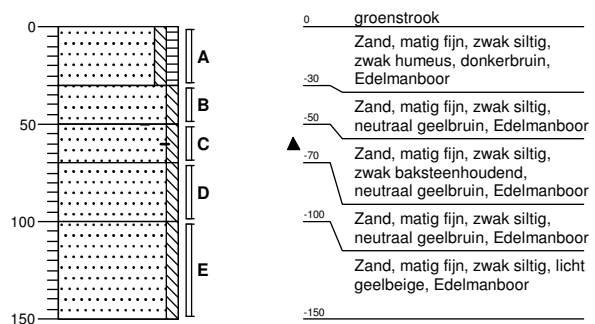 0
50
100
150
A
B
C
D
E
0 groenstrook
Zand, matig fijn, zwak siltig,
zwak humeus, donkerbruin,
Edelmanboor
-30
Zand, matig fijn, zwak siltig,
neutraal geelbruin, Edelmanboor
-50
Zand, matig fijn, zwak siltig,
zwak baksteenhoudend,
neutraal geelbruin, Edelmanboor
-70
Zand, matig fijn, zwak siltig,
neutraal geelbruin, Edelmanboor
-100
Zand, matig fijn, zwak siltig, licht
geelbeige, Edelmanboor
-150